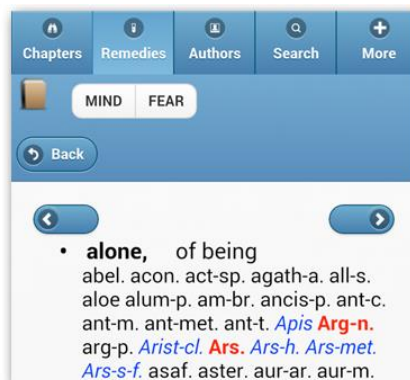 Chapters Remedies Authors Search More
MIND FEAR
Back
• alone, of being
abel. acon. act-sp. agath-a. all-s.
aloe alum-p. am-br. ancis-p. ant-c.
ant-m. ant-met. ant-t. Apis Arg-n.
arg-p. Arist-cl. Ars. Ars-h. Ars-met.
Ars-s-f. asaf. aster. aur-ar. aur-m.